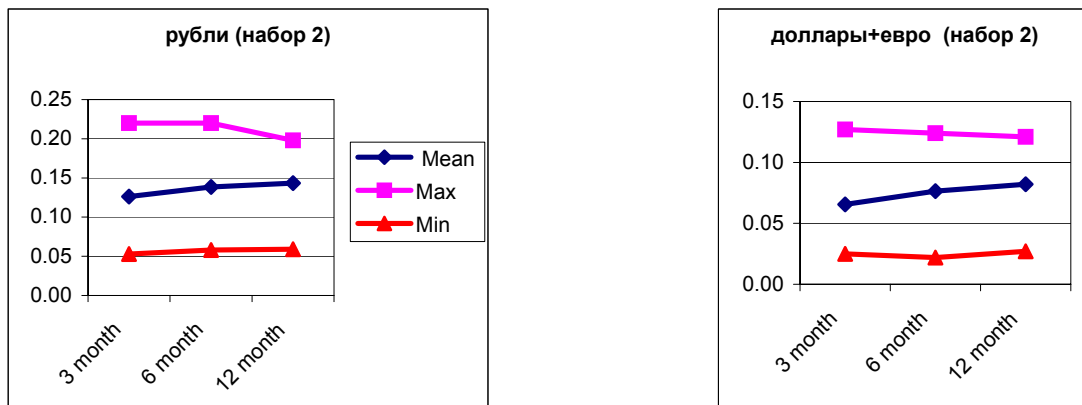 рубли (набор 2)
0.25
0.20
0.15
0.10
0.05
0.00
3 month
6 month
12 month
Mean
Max
Min
доллары+евро (набор 2)
0.15
0.10
0.05
0.00
3 month
6 month
12 month